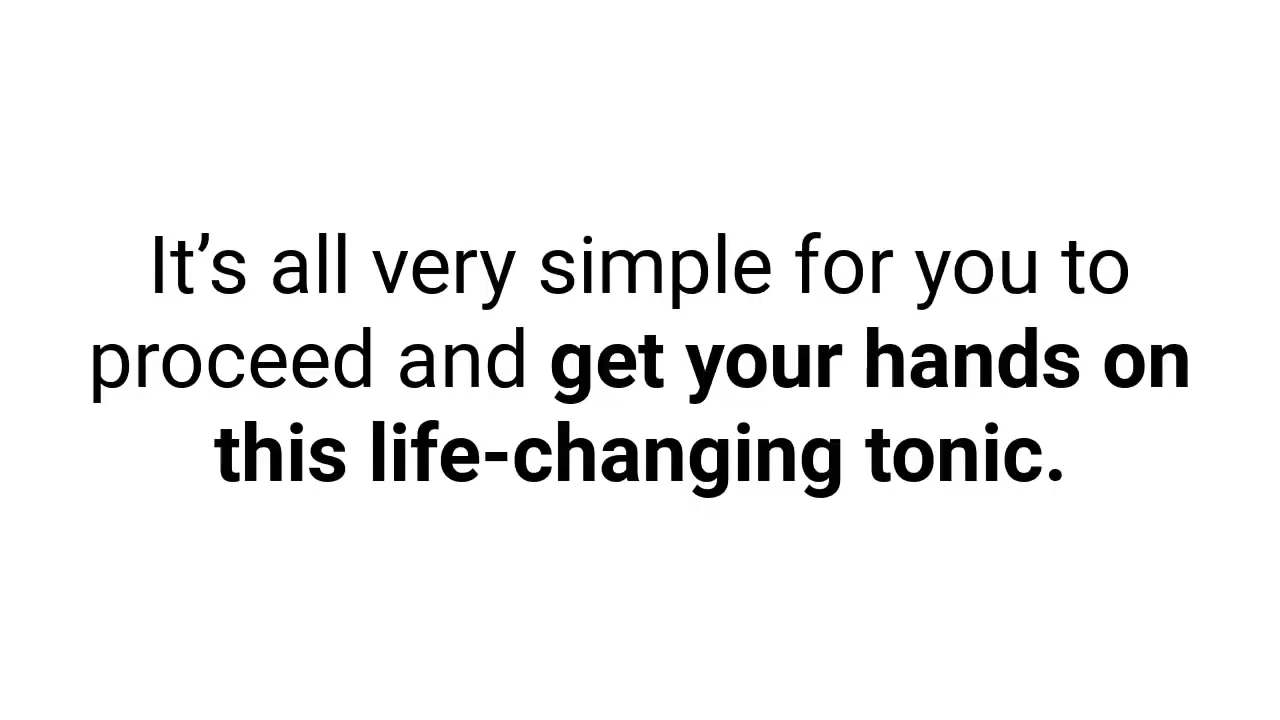 It’s all very simple for you to
proceed and get your hands on
this life-changing tonic.